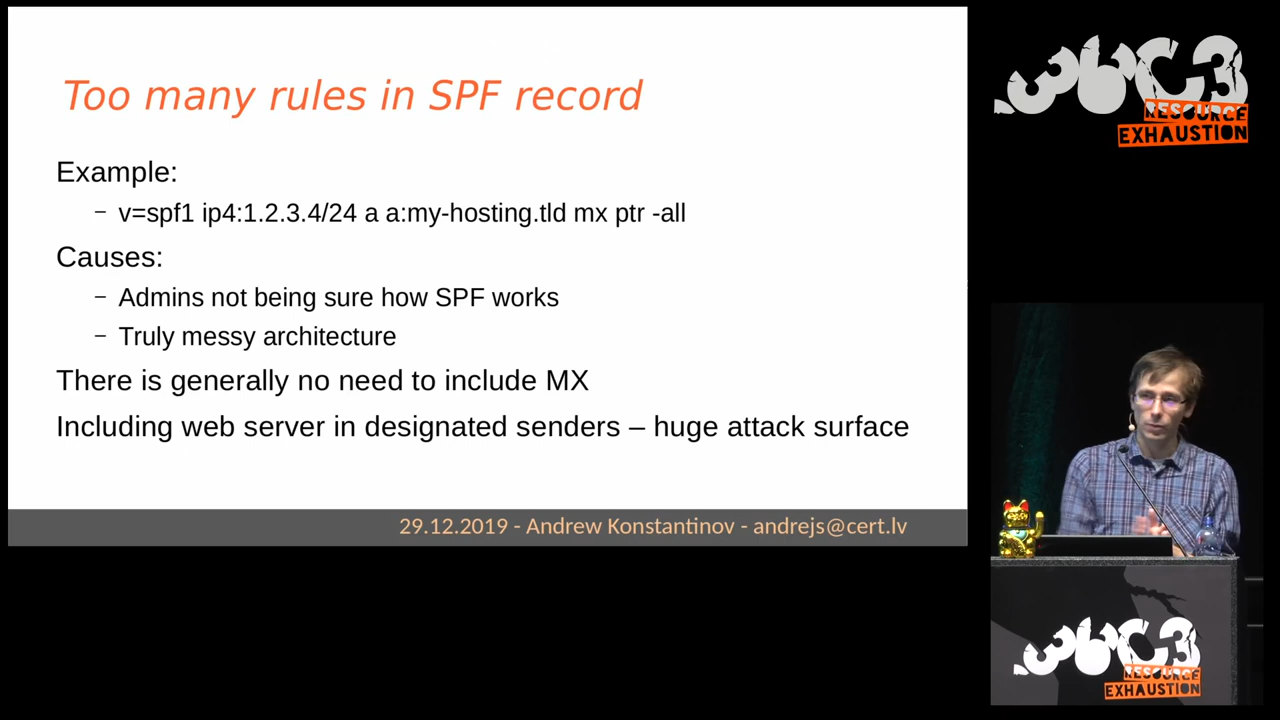 Too many rules in SPF record
Example:
– v=spf1 ip4:1.2.3.4/24 a a:my-hosting.tld mx ptr -all
Causes:
– Admins not being sure how SPF works
– Truly messy architecture
There is generally no need to include MX
Including web server in designated senders – huge attack surface
29.12.2019 - Andrew Konstantinov - andrejs@cert.lv
36C3
RESOURCE
EXHAUSTION
36C3
RESOURCE
EXHAUSTION